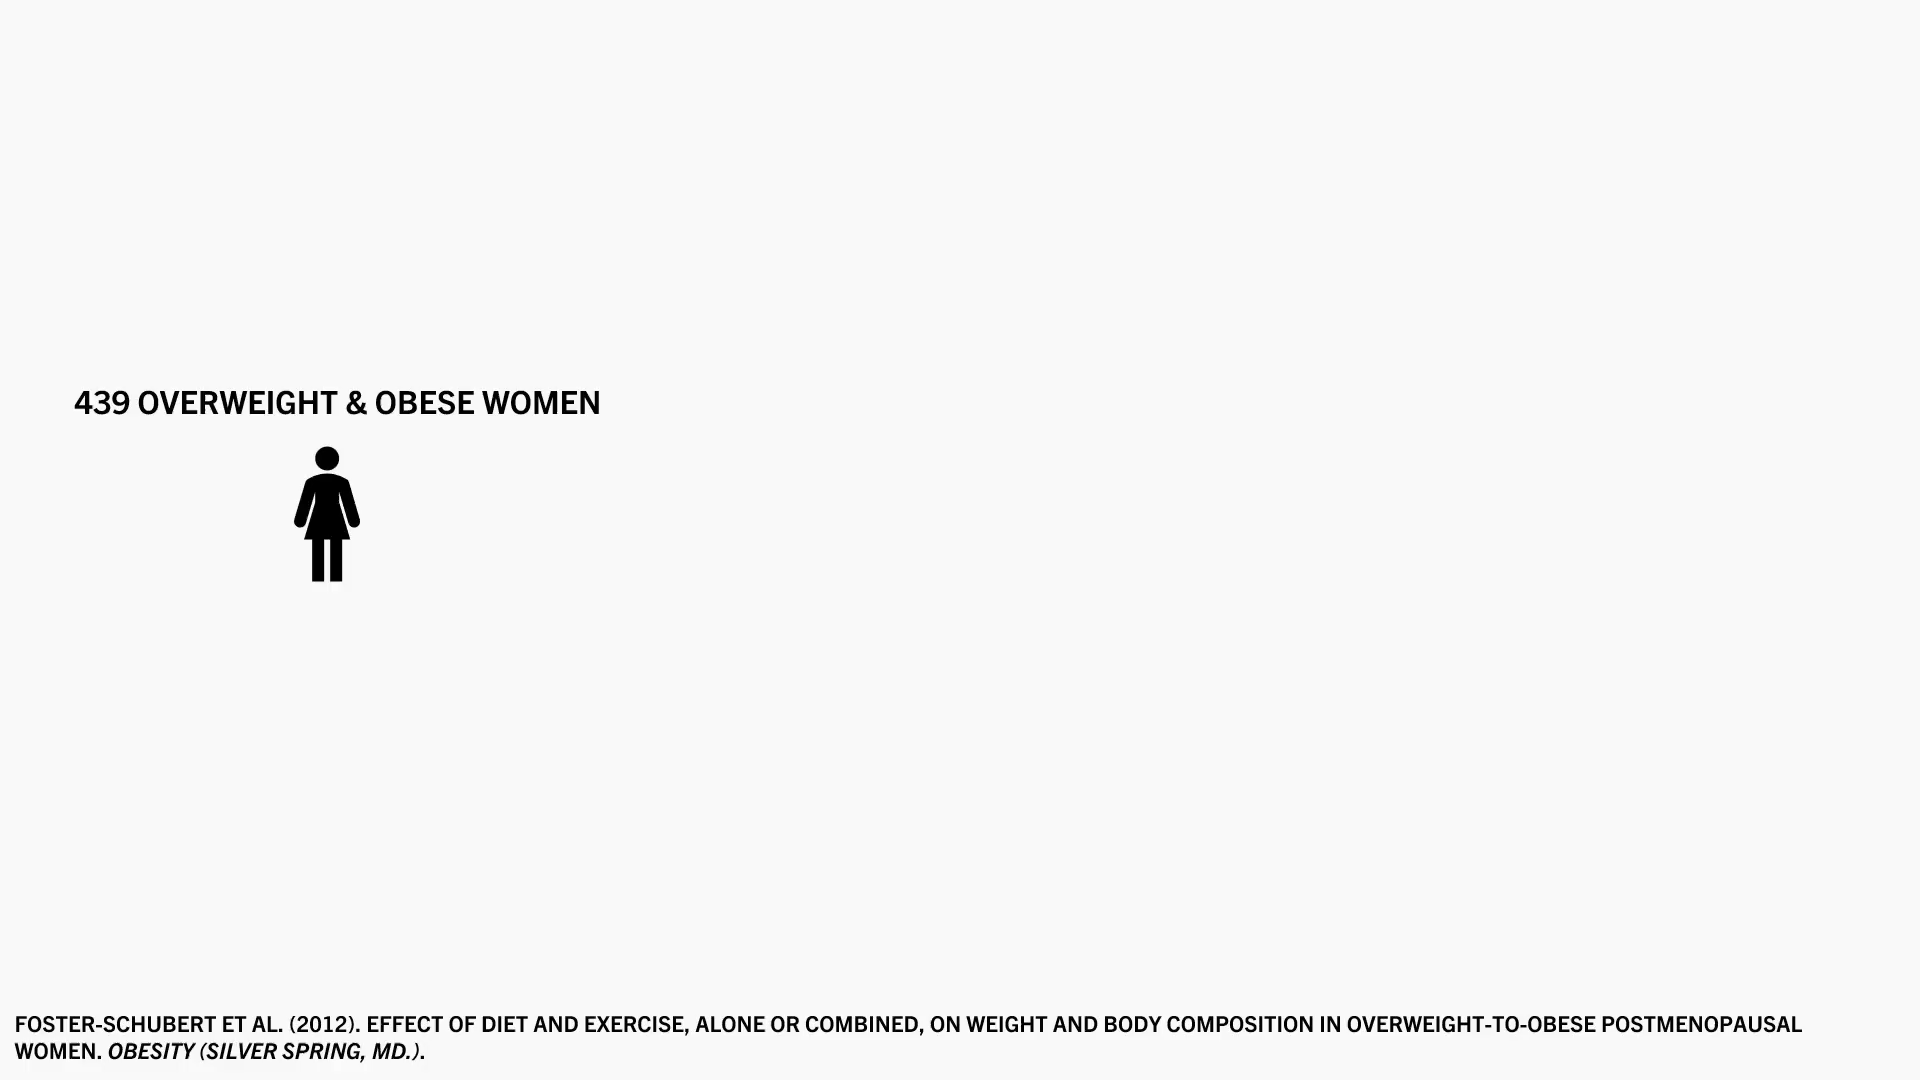 439 OVERWEIGHT & OBESE WOMEN
FOSTER-SCHUBERT ET AL. (2012). EFFECT OF DIET AND EXERCISE, ALONE OR COMBINED, ON WEIGHT AND BODY COMPOSITION IN OVERWEIGHT-TO-OBESE POSTMENOPAUSAL
WOMEN. OBESITY (SILVER SPRING, MD.).